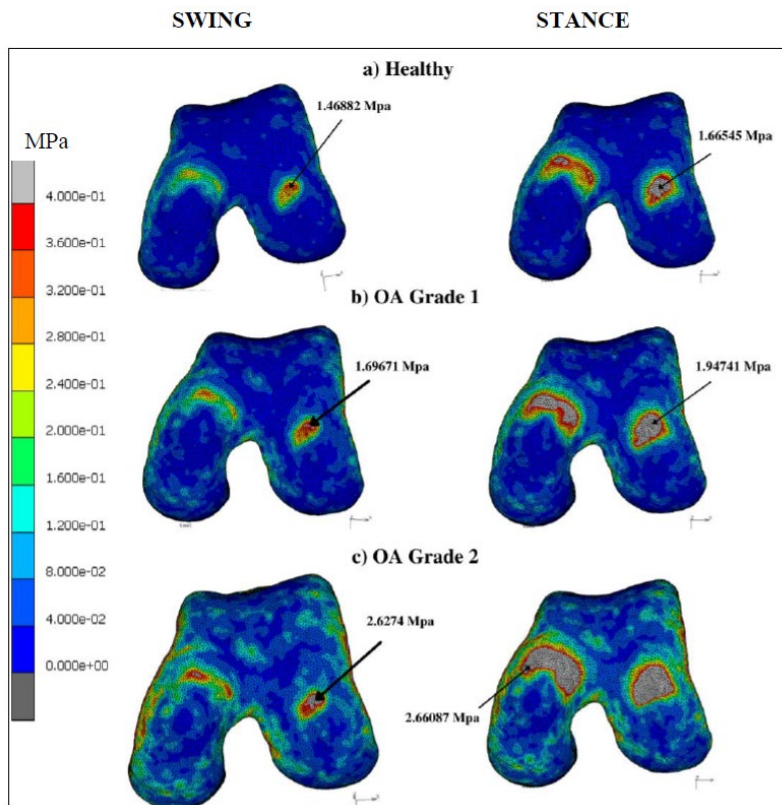 SWING STANCE
a) Healthy
1.46882 Mpa
1.66545 Mpa
MPa
4.000e-01
3.600e-01
3.200e-01
2.800e-01
2.400e-01
2.000e-01
1.600e-01
1.200e-01
8.000e-02
4.000e-02
0.000e+00
b) OA Grade 1
1.69671 Mpa
1.94741 Mpa
c) OA Grade 2
2.6274 Mpa
2.66087 Mpa